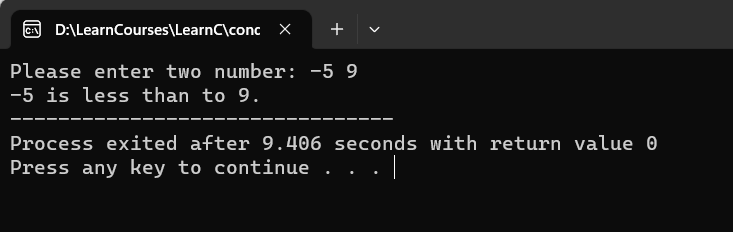 D:\LearnCourses\LearnC\conc
Please enter two number: -5 9
-5 is less than to 9.
--------------------------------
Process exited after 9.406 seconds with return value 0
Press any key to continue . . .